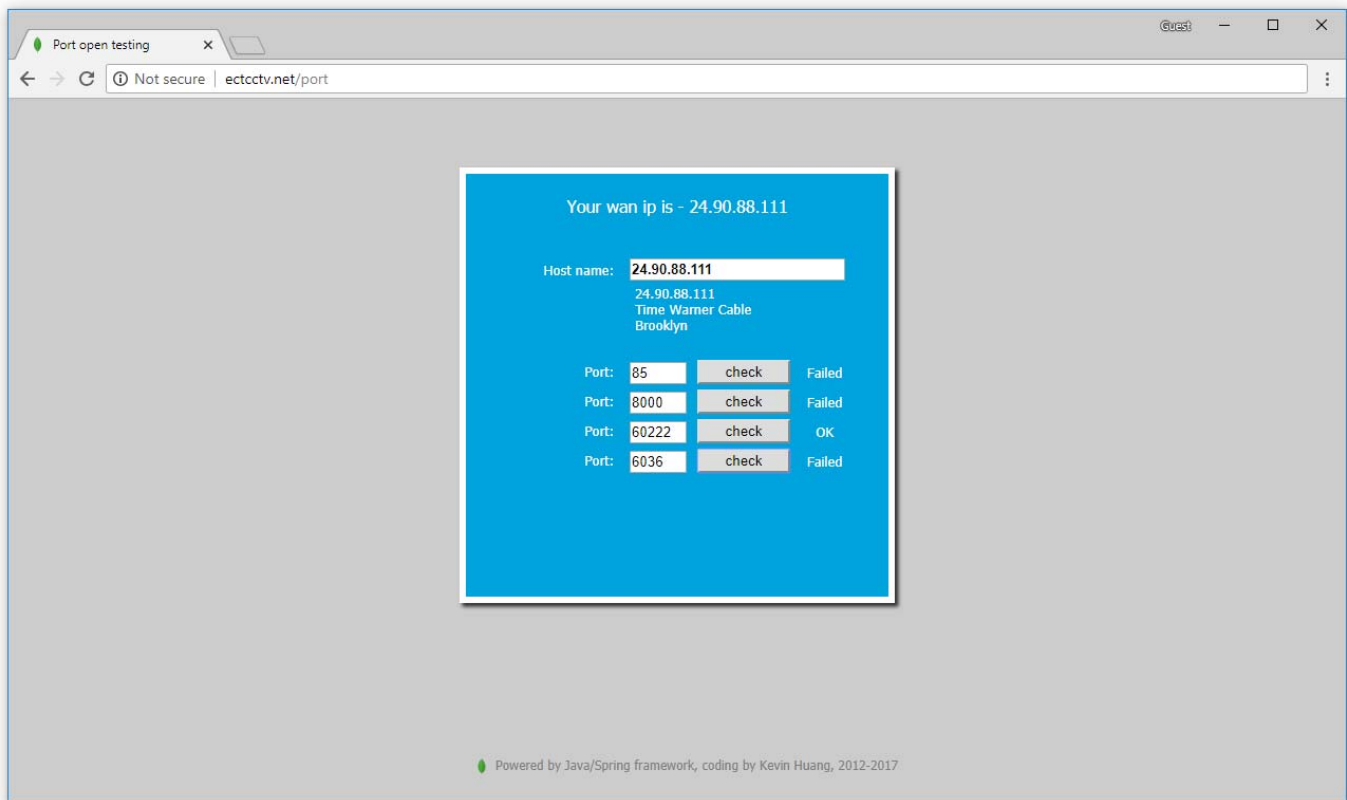 Guest
Port open testing
Not secure | ectcctv.net/port
Your wan ip is - 24.90.88.111
Host name: 24.90.88.111
24.90.88.111
Time Warner Cable
Brooklyn
Port: 85 check Failed
Port: 8000 check Failed
Port: 60222 check OK
Port: 6036 check Failed
Powered by Java/Spring framework, coding by Kevin Huang, 2012-2017